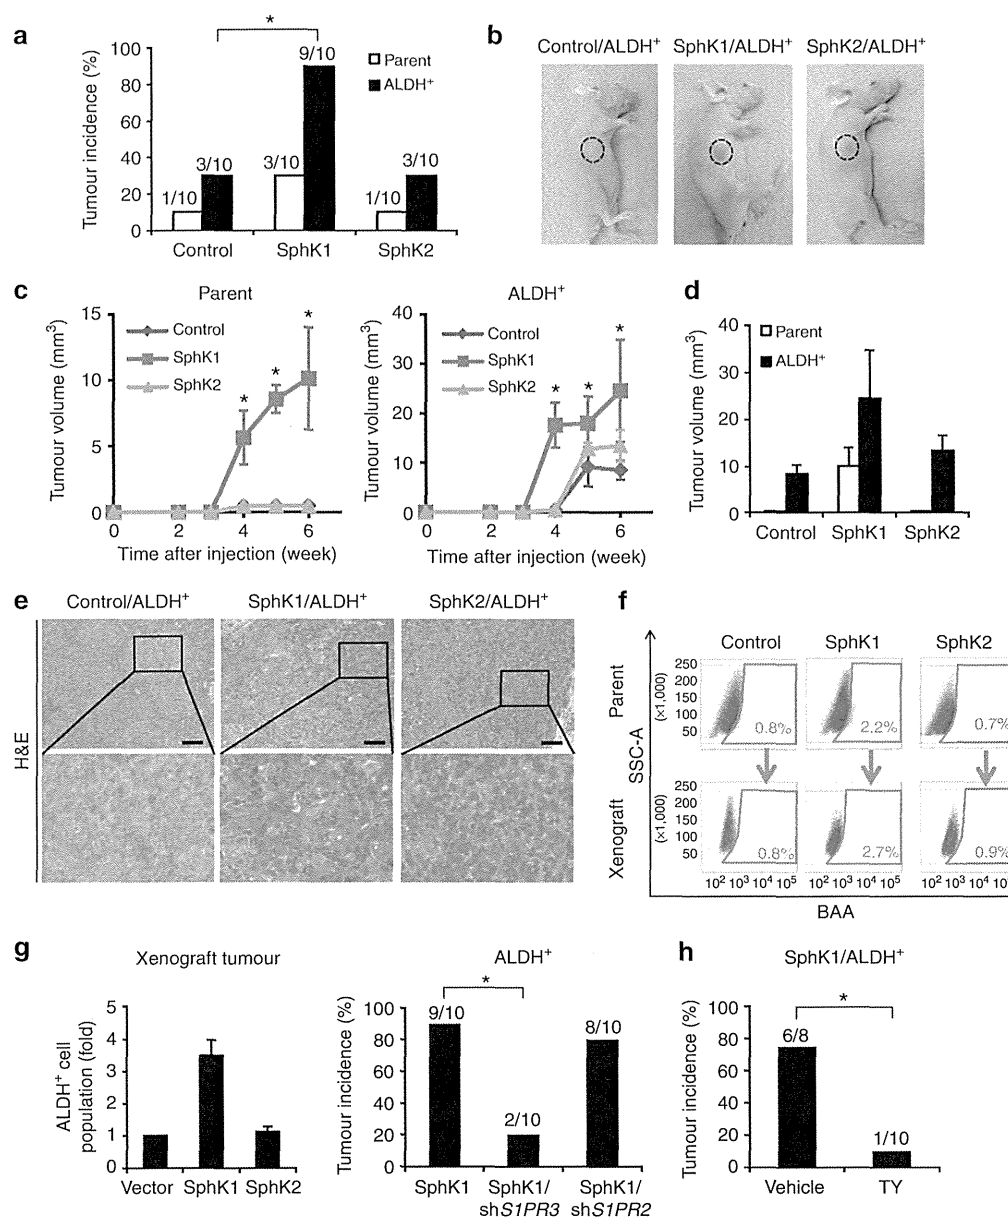 a
*
Tumour incidence (%)
100
80
60
40
20
0
1/10
3/10
3/10
9/10
1/10
3/10
Parent
ALDH+
Control
SphK1
SphK2
b
Control/ALDH+
SphK1/ALDH+
SphK2/ALDH+
c
Parent
Tumour volume (mm3)
15
10
5
0
Control
SphK1
SphK2
*
*
*
0
2
4
6
Time after injection (week)
ALDH+
Tumour volume (mm3)
40
30
20
10
0
Control
SphK1
SphK2
*
*
*
0
2
4
6
Time after injection (week)
d
Tumour volume (mm3)
40
30
20
10
0
Parent
ALDH+
Control
SphK1
SphK2
e
Control/ALDH+
SphK1/ALDH+
SphK2/ALDH+
H&E
f
Control
SphK1
SphK2
SSC-A
Parent
(×1,000)
250
200
150
100
50
0.8%
2.2%
0.7%
Xenograft
(×1,000)
250
200
150
100
50
0.8%
2.7%
0.9%
102 103 104 105
102 103 104 105
102 103 104
BAA
g
Xenograft tumour
ALDH+ cell
population (fold)
5
4
3
2
1
0
Vector
SphK1
SphK2
ALDH+
*
Tumour incidence (%)
100
80
60
40
20
0
9/10
2/10
8/10
SphK1
SphK1/
shS1PR3
SphK1/
shS1PR2
h
SphK1/ALDH+
*
Tumour incidence (%)
100
80
60
40
20
0
6/8
1/10
Vehicle
TY